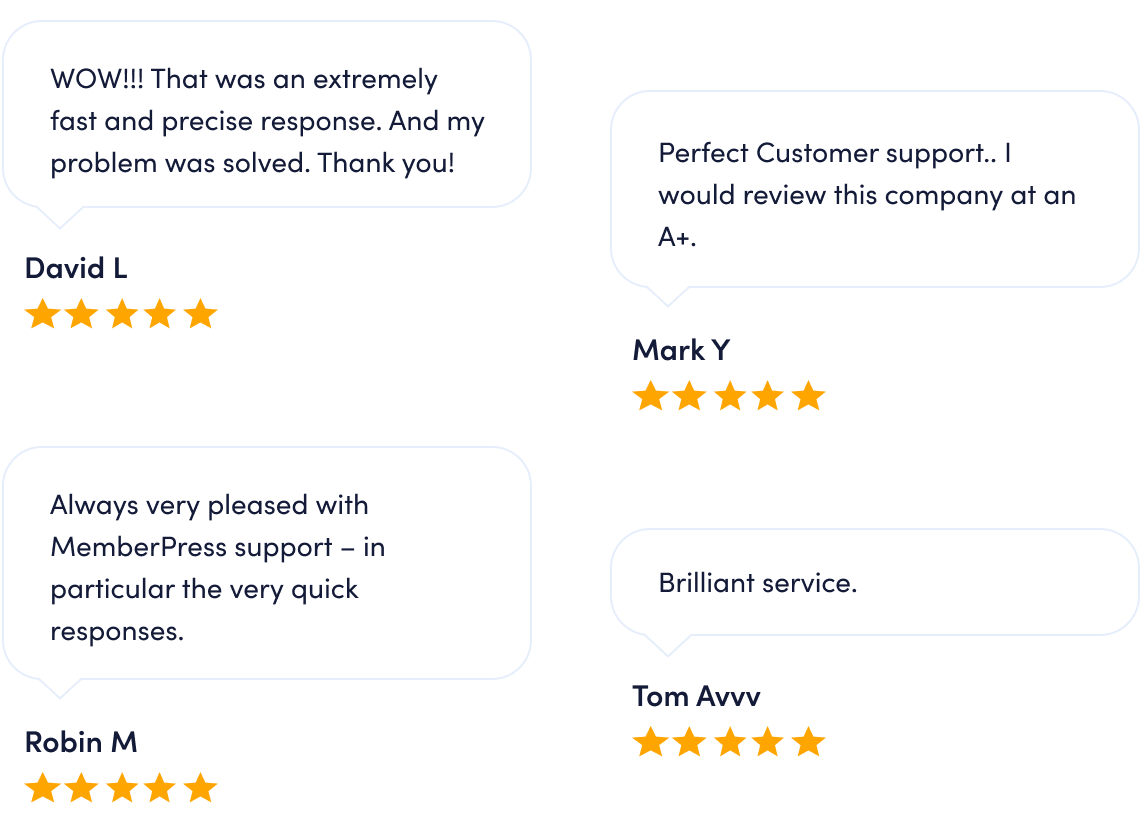 WOW!!! That was an extremely
fast and precise response. And my
problem was solved. Thank you!
David L
Perfect Customer support.. I
would review this company at an
A+.
Mark Y
Always very pleased with
MemberPress support – in
particular the very quick
responses.
Robin M
Brilliant service.
Tom Avvv